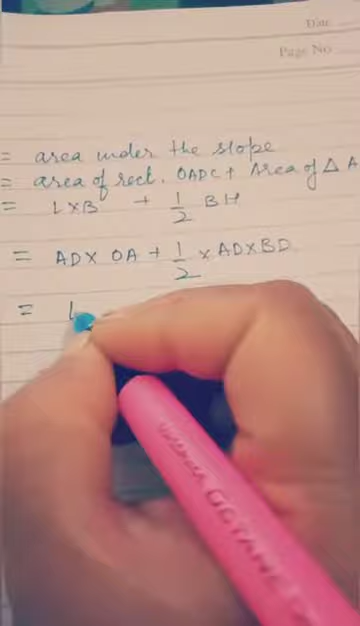 Date
Page No
= area under the slope
= area of rect. OADC + Area of Δ A
= L×B + 1/2 BH
= AD× OA + 1/2 × AD×BD
=
OCTANE